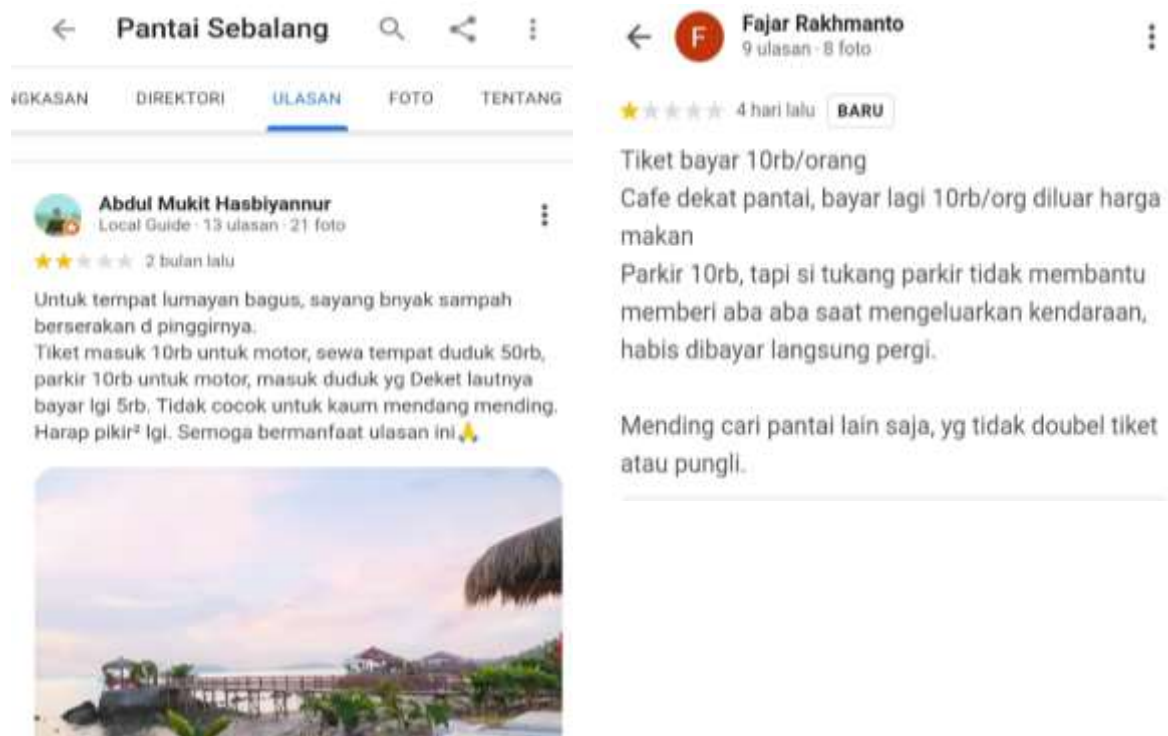 Pantai Sebalang
NGKASAN DIREKTORI ULASAN FOTO TENTANG
Abdul Mukit Hasbiyannur
Local Guide · 13 ulasan · 21 foto
2 bulan lalu
Untuk tempat lumayan bagus, sayang bnyak sampah
berserakan d pinggirnya.
Tiket masuk 10rb untuk motor, sewa tempat duduk 50rb,
parkir 10rb untuk motor, masuk duduk yg Deket lautnya
bayar lgi 5rb. Tidak cocok untuk kaum mendang mending.
Harap pikir² lgi. Semoga bermanfaat ulasan ini🙏
F
Fajar Rakhmanto
9 ulasan · 8 foto
4 hari lalu BARU
Tiket bayar 10rb/orang
Cafe dekat pantai, bayar lagi 10rb/org diluar harga
makan
Parkir 10rb, tapi si tukang parkir tidak membantu
memberi aba aba saat mengeluarkan kendaraan,
habis dibayar langsung pergi.
Mending cari pantai lain saja, yg tidak doubel tiket
atau pungli.